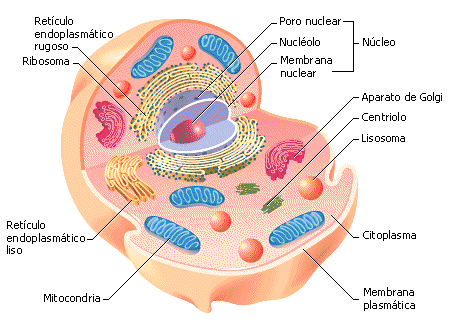 Retículo
endoplasmático
rugoso
Ribosoma
Poro nuclear
Nucléolo
Membrana
nuclear
Núcleo
Aparato de Golgi
Centriolo
Lisosoma
Retículo
endoplasmático
liso
Mitocondria
Citoplasma
Membrana
plasmática